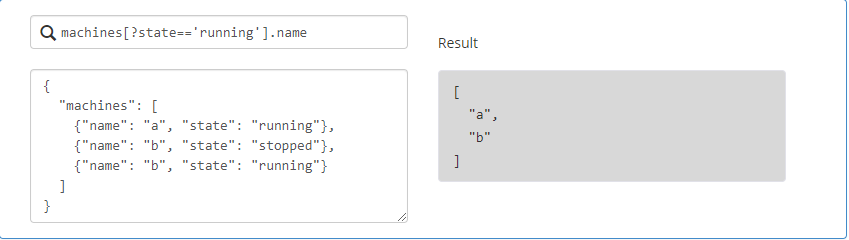 machines[?state=='running'].name
{
  "machines": [
    {"name": "a", "state": "running"},
    {"name": "b", "state": "stopped"},
    {"name": "b", "state": "running"}
  ]
}
Result
[
  "a",
  "b"
]